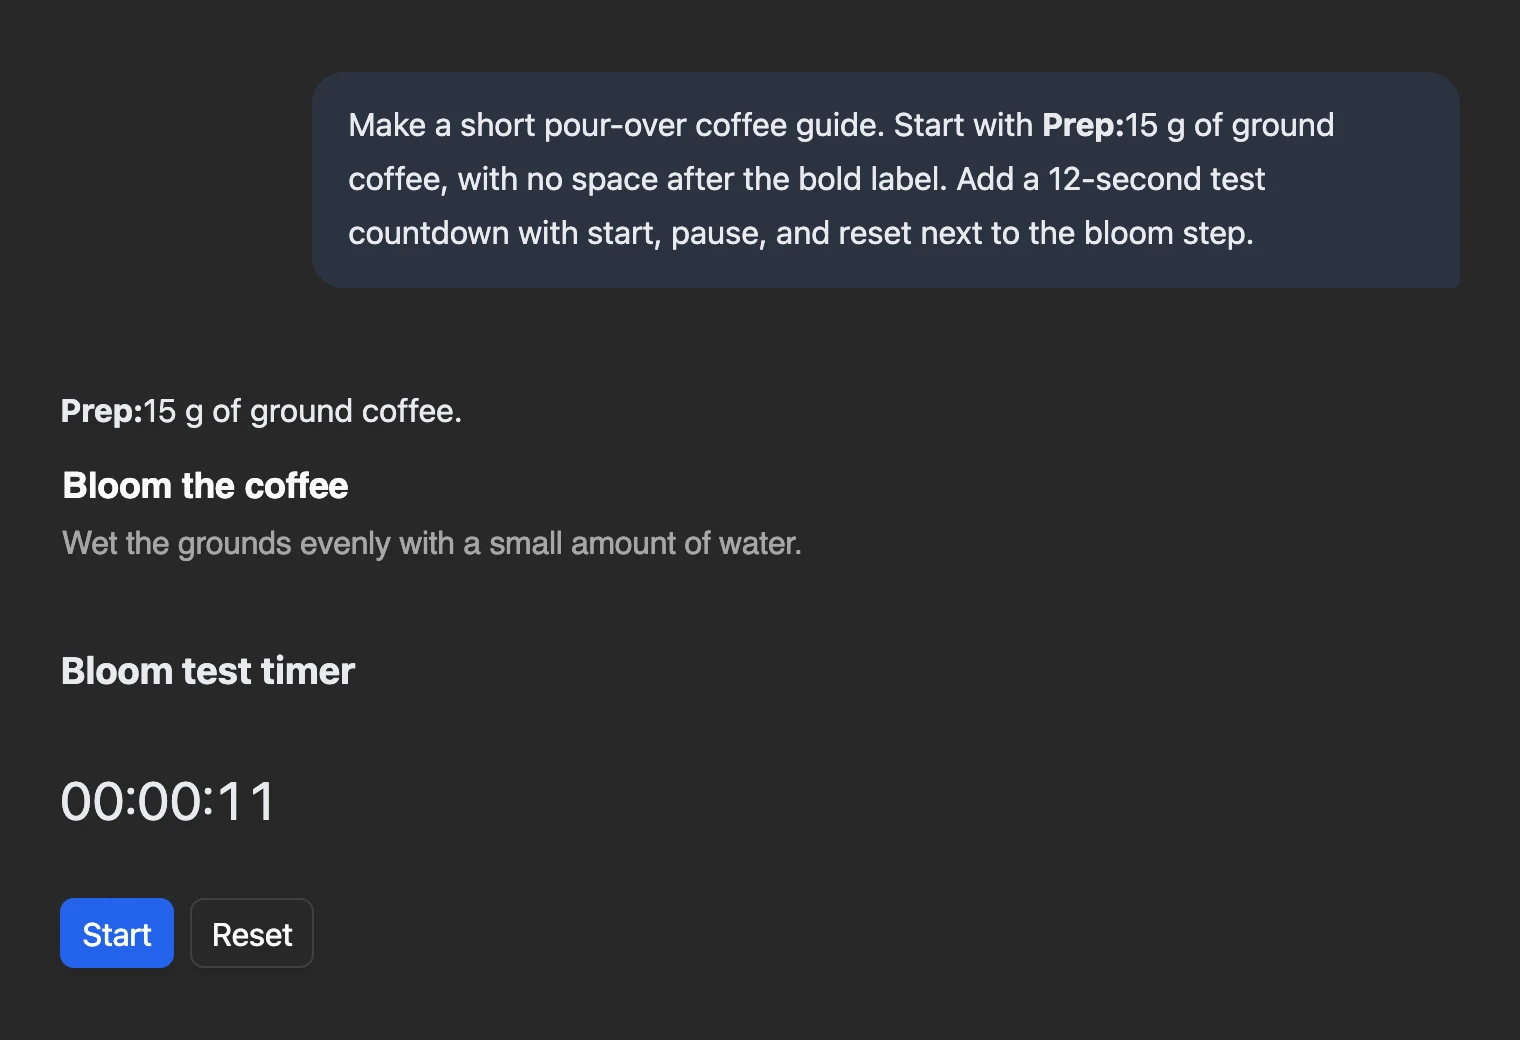 Make a short pour-over coffee guide. Start with Prep:15 g of ground
coffee, with no space after the bold label. Add a 12-second test
countdown with start, pause, and reset next to the bloom step.
Prep:15 g of ground coffee.
Bloom the coffee
Wet the grounds evenly with a small amount of water.
Bloom test timer
00:00:11
Start Reset